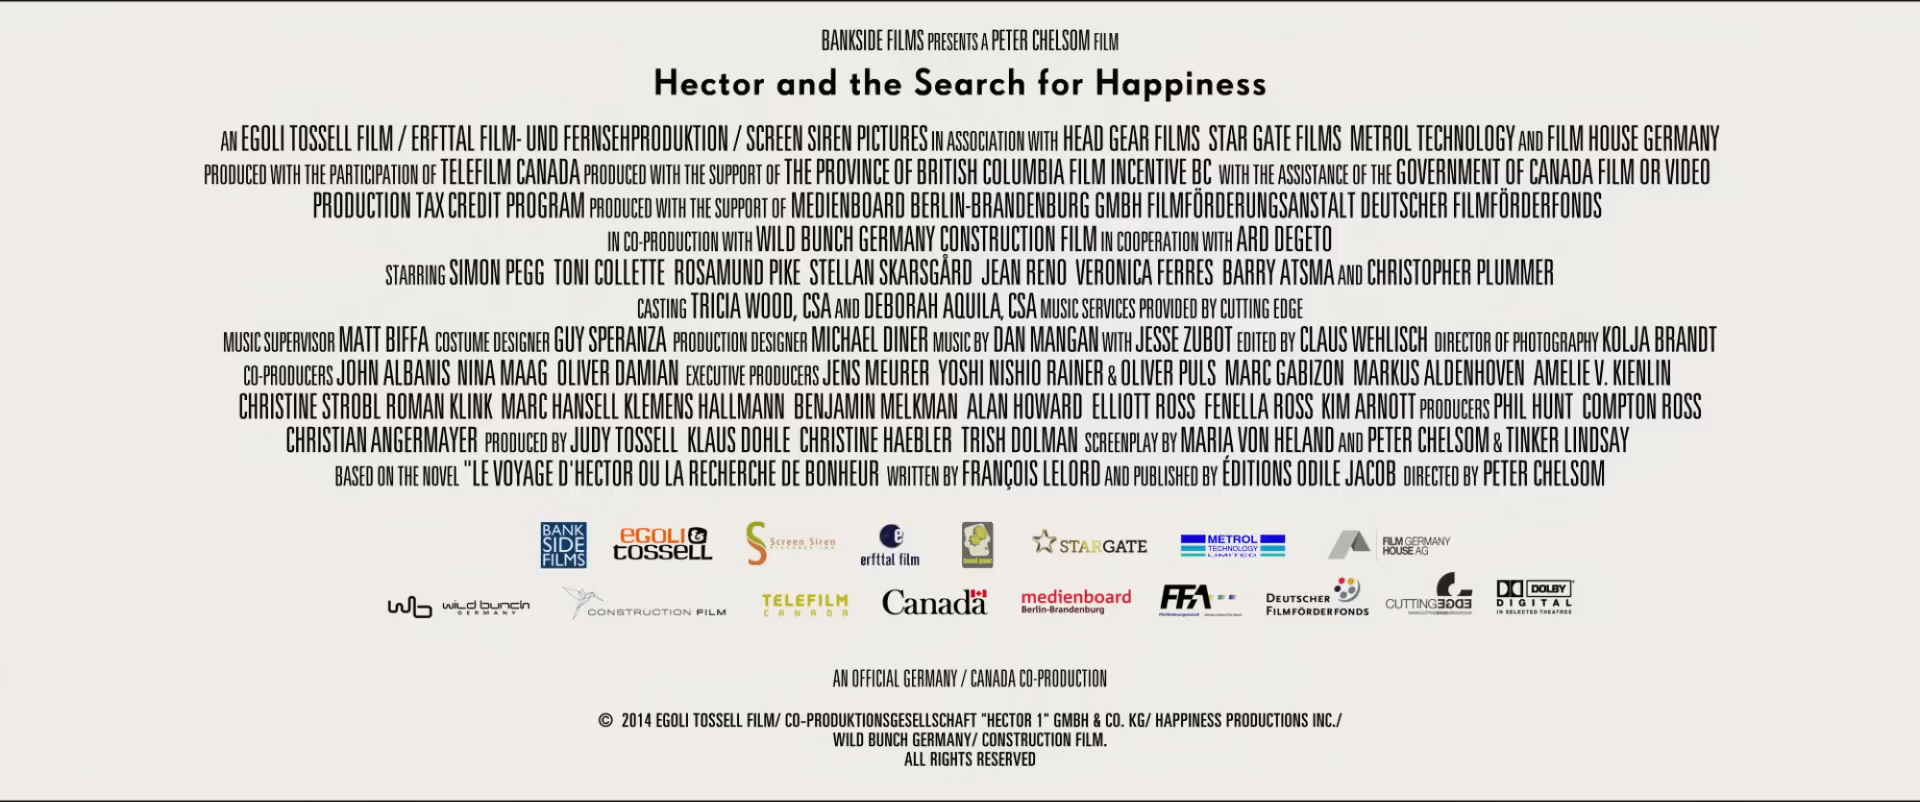 BANKSIDE FILMS PRESENTS A PETER CHELSOM FILM
Hector and the Search for Happiness
AN EGOLI TOSSELL FILM / ERFTTAL FILM- UND FERNSEHPRODUKTION / SCREEN SIREN PICTURES IN ASSOCIATION WITH HEAD GEAR FILMS STAR GATE FILMS METROL TECHNOLOGY AND FILM HOUSE GERMANY
PRODUCED WITH THE PARTICIPATION OF TELEFILM CANADA PRODUCED WITH THE SUPPORT OF THE PROVINCE OF BRITISH COLUMBIA FILM INCENTIVE BC WITH THE ASSISTANCE OF THE GOVERNMENT OF CANADA FILM OR VIDEO
PRODUCTION TAX CREDIT PROGRAM PRODUCED WITH THE SUPPORT OF MEDIENBOARD BERLIN-BRANDENBURG GMBH FILMFÖRDERUNGSANSTALT DEUTSCHER FILMFÖRDERFONDS
IN CO-PRODUCTION WITH WILD BUNCH GERMANY CONSTRUCTION FILM IN COOPERATION WITH ARD DEGETO
STARRING SIMON PEGG TONI COLLETTE ROSAMUND PIKE STELLAN SKARSGÅRD JEAN RENO VERONICA FERRES BARRY ATSMA AND CHRISTOPHER PLUMMER
CASTING TRICIA WOOD, CSA AND DEBORAH AQUILA, CSA MUSIC SERVICES PROVIDED BY CUTTING EDGE
MUSIC SUPERVISOR MATT BIFFA COSTUME DESIGNER GUY SPERANZA PRODUCTION DESIGNER MICHAEL DINER MUSIC BY DAN MANGAN WITH JESSE ZUBOT EDITED BY CLAUS WEHLISCH DIRECTOR OF PHOTOGRAPHY KOLJA BRANDT
CO-PRODUCERS JOHN ALBANIS NINA MAAG OLIVER DAMIAN EXECUTIVE PRODUCERS JENS MEURER YOSHI NISHIO RAINER & OLIVER PULS MARC GABIZON MARKUS ALDENHOVEN AMELIE V. KIENLIN
CHRISTINE STROBL ROMAN KLINK MARC HANSELL KLEMENS HALLMANN BENJAMIN MELKMAN ALAN HOWARD ELLIOTT ROSS FENELLA ROSS KIM ARNOTT PRODUCERS PHIL HUNT COMPTON ROSS
CHRISTIAN ANGERMAYER PRODUCED BY JUDY TOSSELL KLAUS DOHLE CHRISTINE HAEBLER TRISH DOLMAN SCREENPLAY BY MARIA VON HELAND AND PETER CHELSOM & TINKER LINDSAY
BASED ON THE NOVEL "LE VOYAGE D'HECTOR OU LA RECHERCHE DE BONHEUR WRITTEN BY FRANÇOIS LELORD AND PUBLISHED BY ÉDITIONS ODILE JACOB DIRECTED BY PETER CHELSOM
BANK SIDE FILMS EGOLI TOSSELL Screen Siren PICTURES INC. erfttal film STARGATE METROL TECHNOLOGY LIMITED FILM HOUSE GERMANY AG
wild bunch GERMANY CONSTRUCTION FILM TELEFILM CANADA Canada medienboard Berlin-Brandenburg FFA DEUTSCHER FILMFÖRDERFONDS CUTTING EDGE DOLBY DIGITAL IN SELECTED THEATRES
AN OFFICIAL GERMANY / CANADA CO-PRODUCTION
© 2014 EGOLI TOSSELL FILM/ CO-PRODUKTIONSGESELLSCHAFT "HECTOR 1" GMBH & CO. KG/ HAPPINESS PRODUCTIONS INC./
WILD BUNCH GERMANY/ CONSTRUCTION FILM.
ALL RIGHTS RESERVED